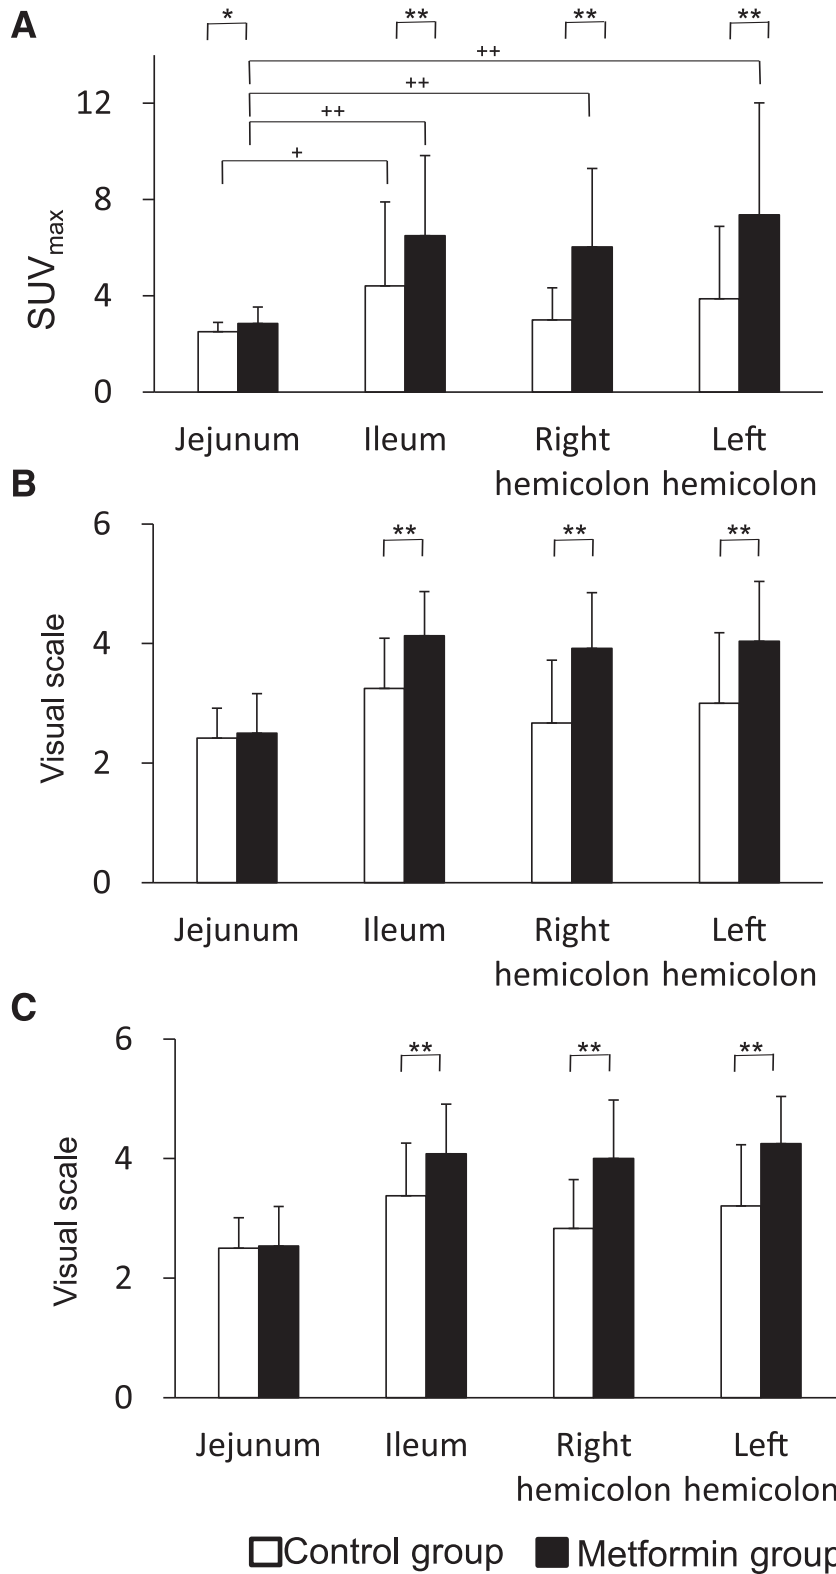 A
* ** ** **
++
++
++
+
12
8
4
0
SUVmax
Jejunum Ileum Right hemicolon Left hemicolon
B
6
4
2
0
Visual scale
** ** **
Jejunum Ileum Right hemicolon Left hemicolon
C
6
4
2
0
Visual scale
** ** **
Jejunum Ileum Right hemicolon Left hemicolon
Control group Metformin group